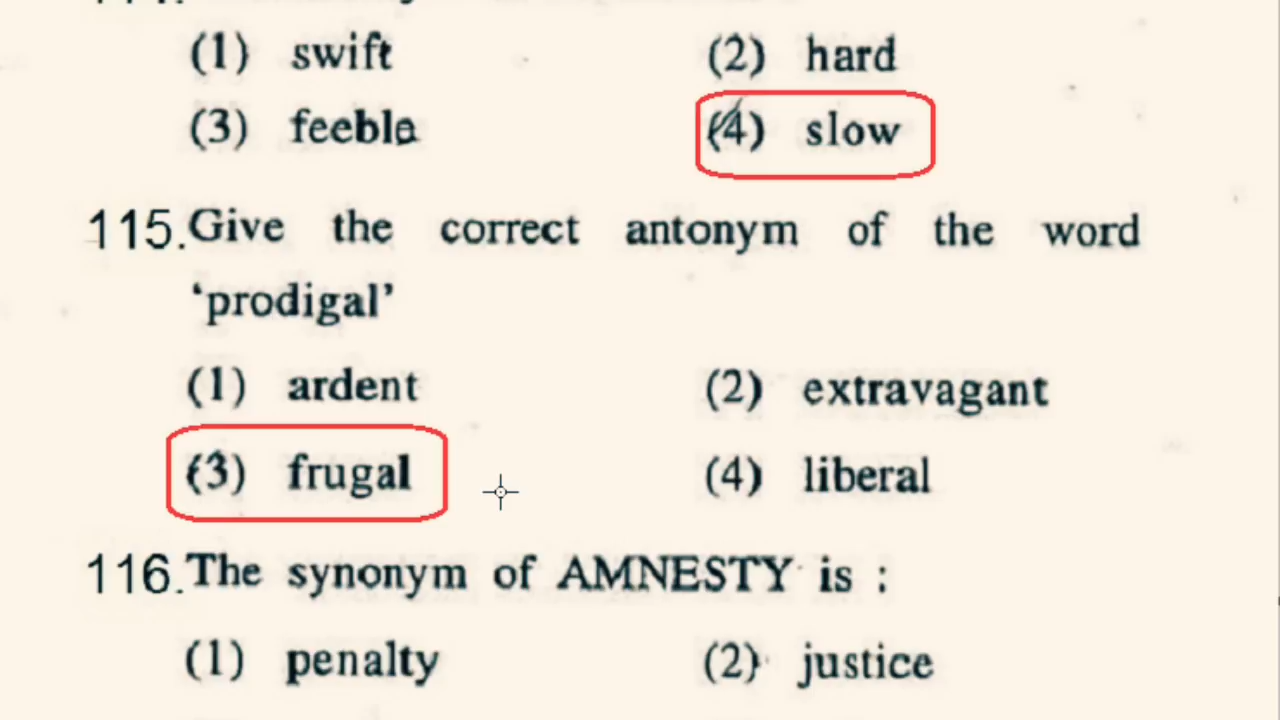 (1) swift (2) hard
(3) feeble (4) slow
115. Give the correct antonym of the word
‘prodigal’
(1) ardent (2) extravagant
(3) frugal (4) liberal
116. The synonym of AMNESTY is :
(1) penalty (2) justice